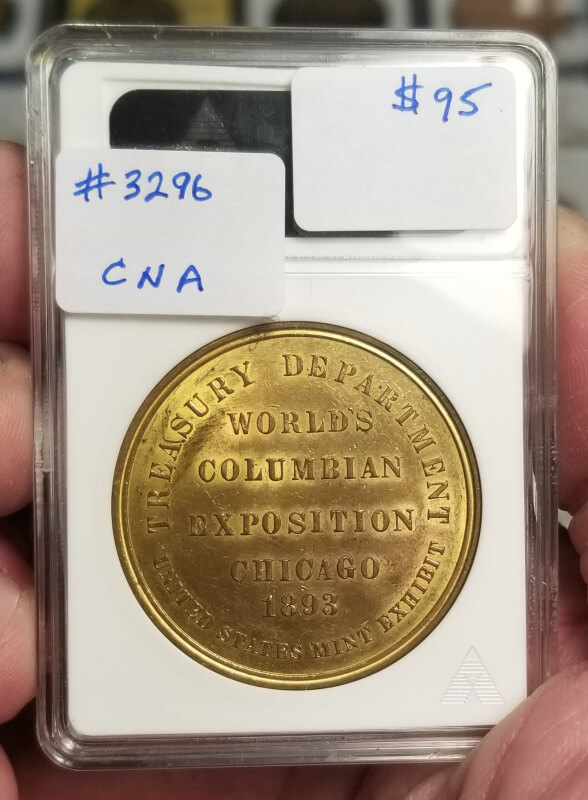 $95
#3296
CNA
TREASURY DEPARTMENT
WORLD'S
COLUMBIAN
EXPOSITION
CHICAGO
1893
UNITED STATES MINT EXHIBIT